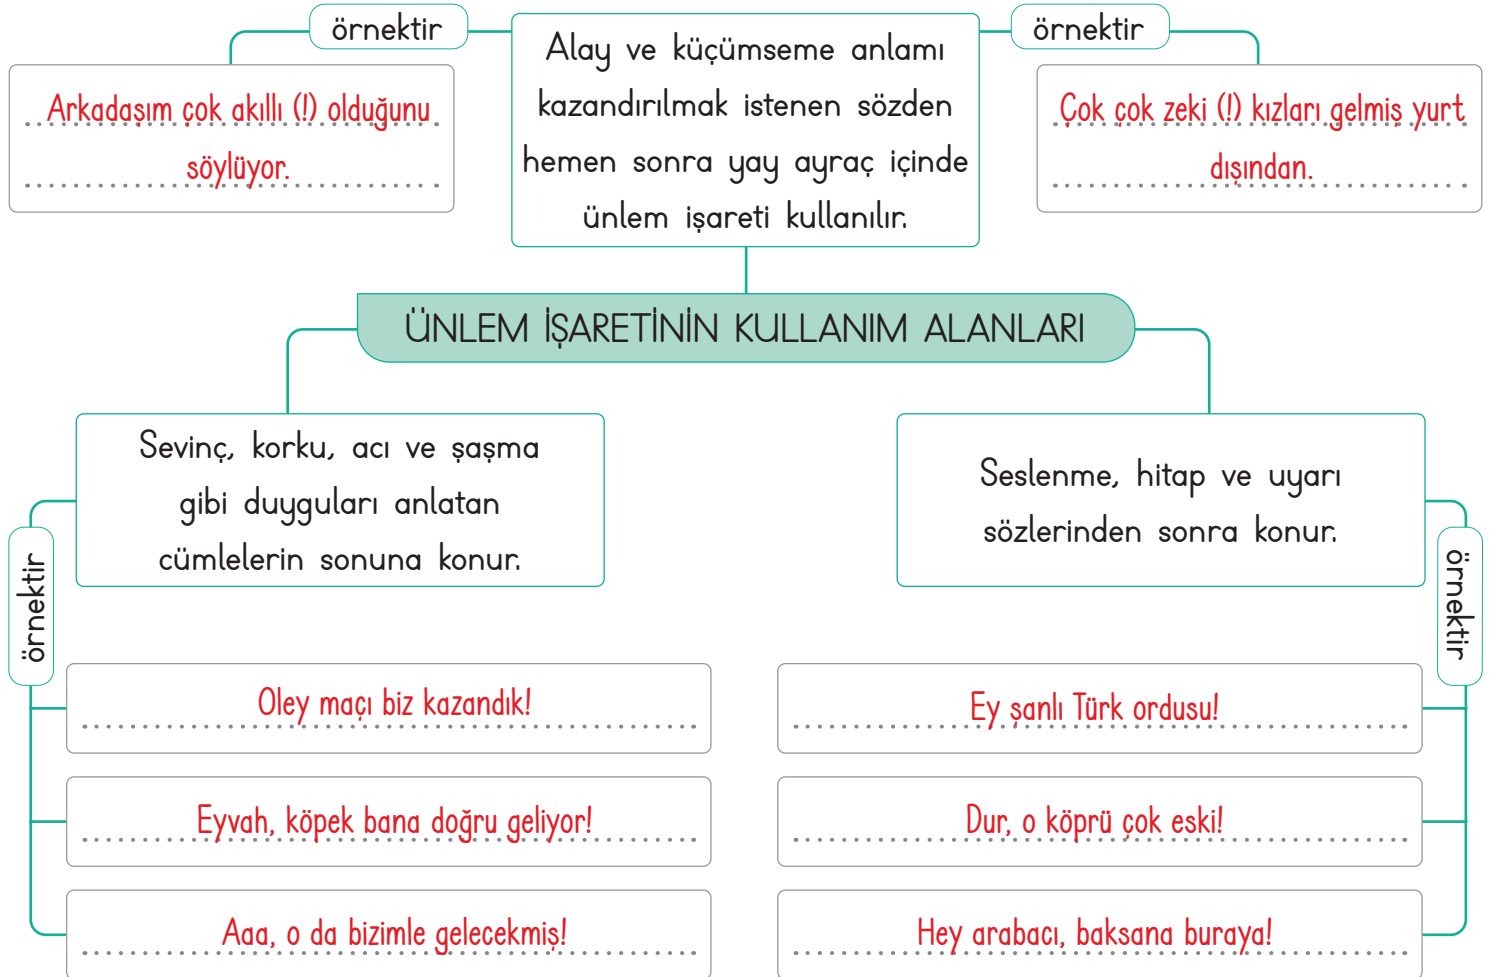 örnektir
Arkadaşım çok akıllı (!) olduğunu
söylüyor.
Alay ve küçümseme anlamı
kazandırılmak istenen sözden
hemen sonra yay ayraç içinde
ünlem işareti kullanılır.
örnektir
Çok çok zeki (!) kızları gelmiş yurt
dışından.
ÜNLEM İŞARETİNİN KULLANIM ALANLARI
Sevinç, korku, acı ve şaşma
gibi duyguları anlatan
cümlelerin sonuna konur.
örnektir
Oley maçı biz kazandık!
Eyvah, köpek bana doğru geliyor!
Aaa, o da bizimle gelecekmiş!
Seslenme, hitap ve uyarı
sözlerinden sonra konur.
örnektir
Ey şanlı Türk ordusu!
Dur, o köprü çok eski!
Hey arabacı, baksana buraya!